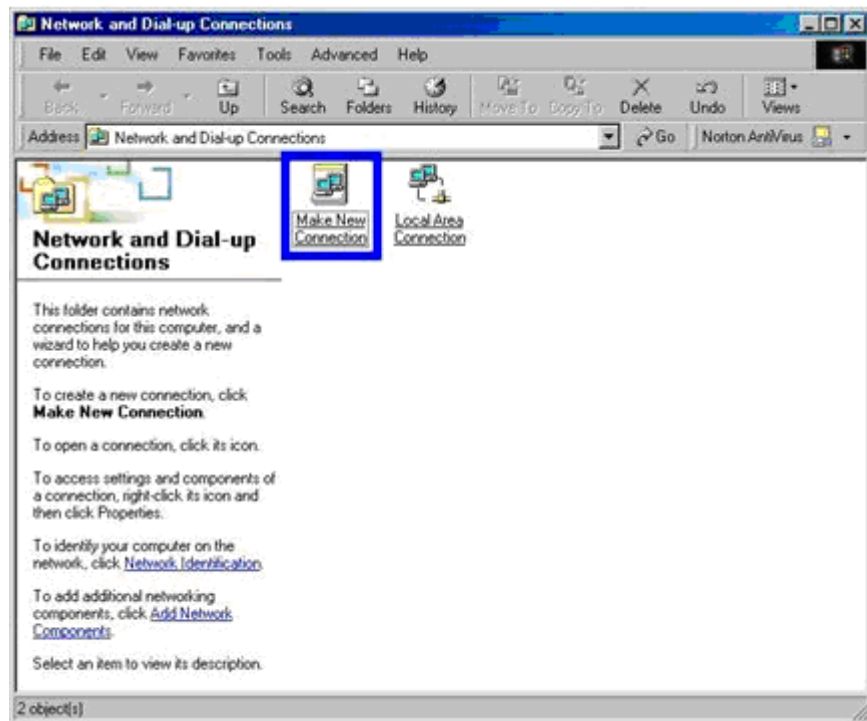 Network and Dial-up Connections
File Edit View Favorites Tools Advanced Help
Back Forward Up Search Folders History Move To Copy To Delete Undo Views
Address Network and Dial-up Connections Go Norton AntiVirus
Make New
Connection
Local Area
Connection
Network and Dial-up
Connections
This folder contains network
connections for this computer, and a
wizard to help you create a new
connection.
To create a new connection, click
Make New Connection.
To open a connection, click its icon.
To access settings and components of
a connection, right-click its icon and
then click Properties.
To identify your computer on the
network, click Network Identification.
To add additional networking
components, click Add Network
Components.
Select an item to view its description.
2 object(s)